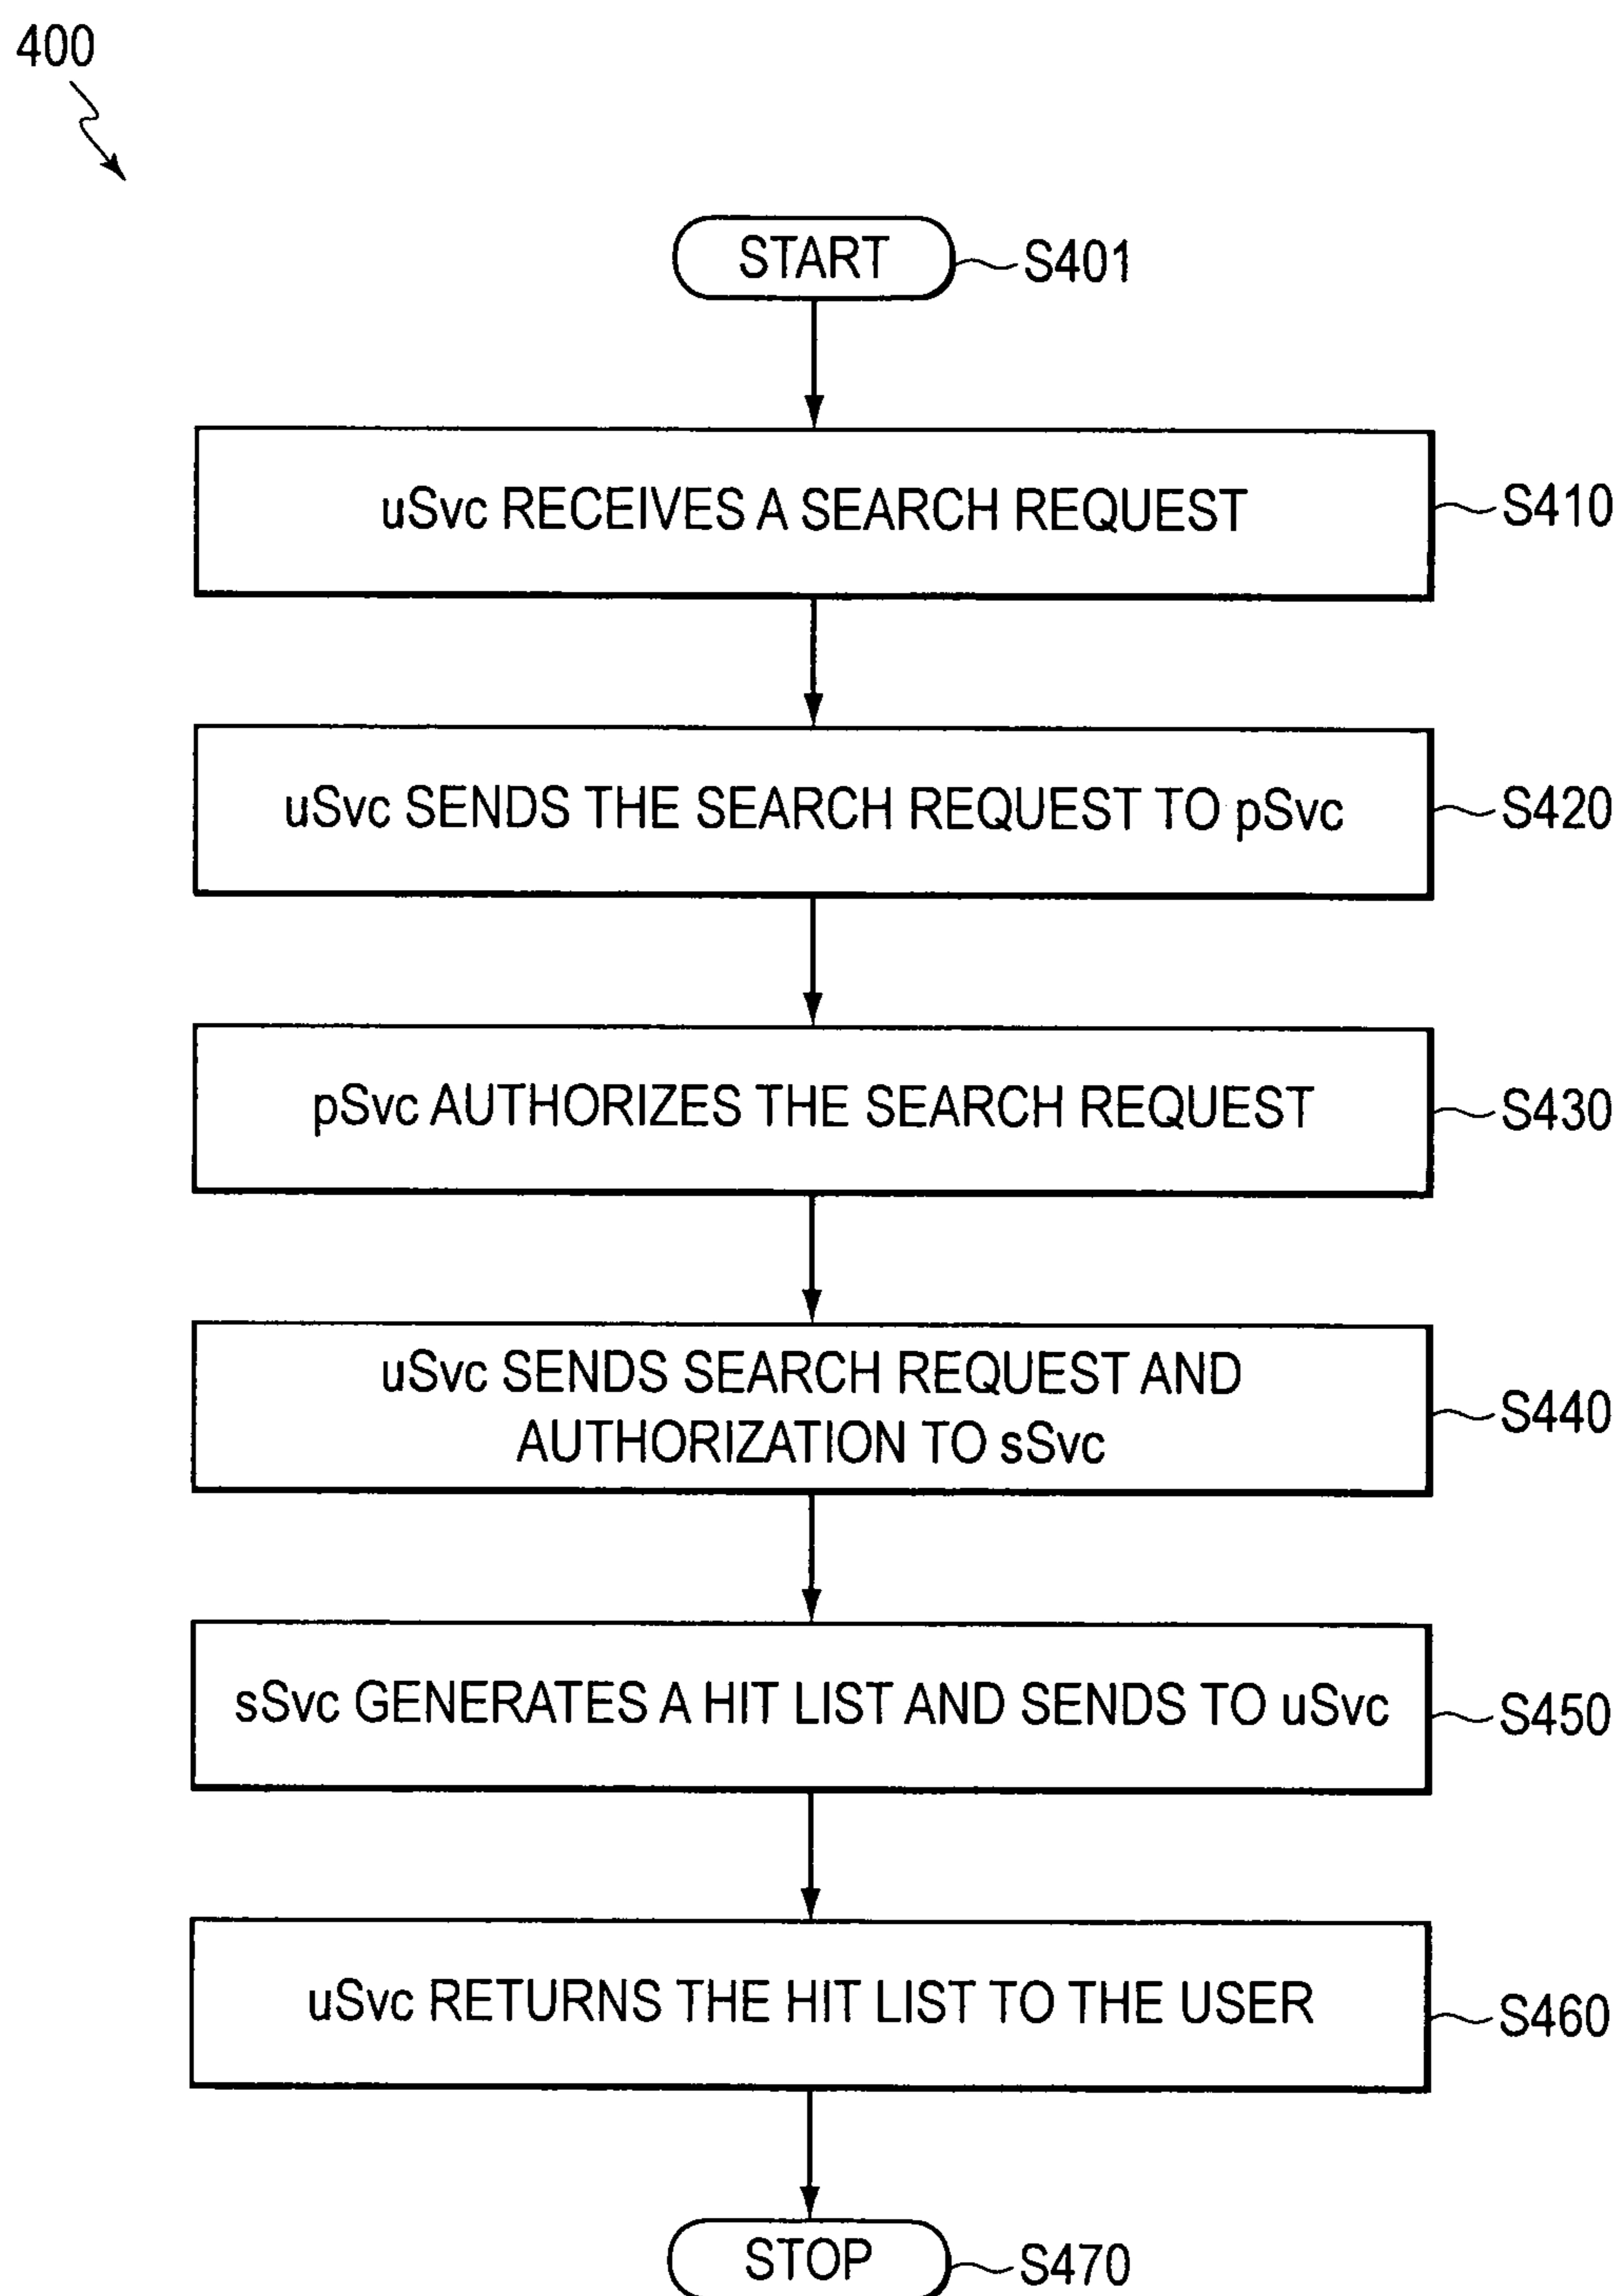 400
START
S401
uSvc RECEIVES A SEARCH REQUEST
S410
uSvc SENDS THE SEARCH REQUEST TO pSvc
S420
pSvc AUTHORIZES THE SEARCH REQUEST
S430
uSvc SENDS SEARCH REQUEST AND
AUTHORIZATION TO sSvc
S440
sSvc GENERATES A HIT LIST AND SENDS TO uSvc
S450
uSvc RETURNS THE HIT LIST TO THE USER
S460
STOP
S470